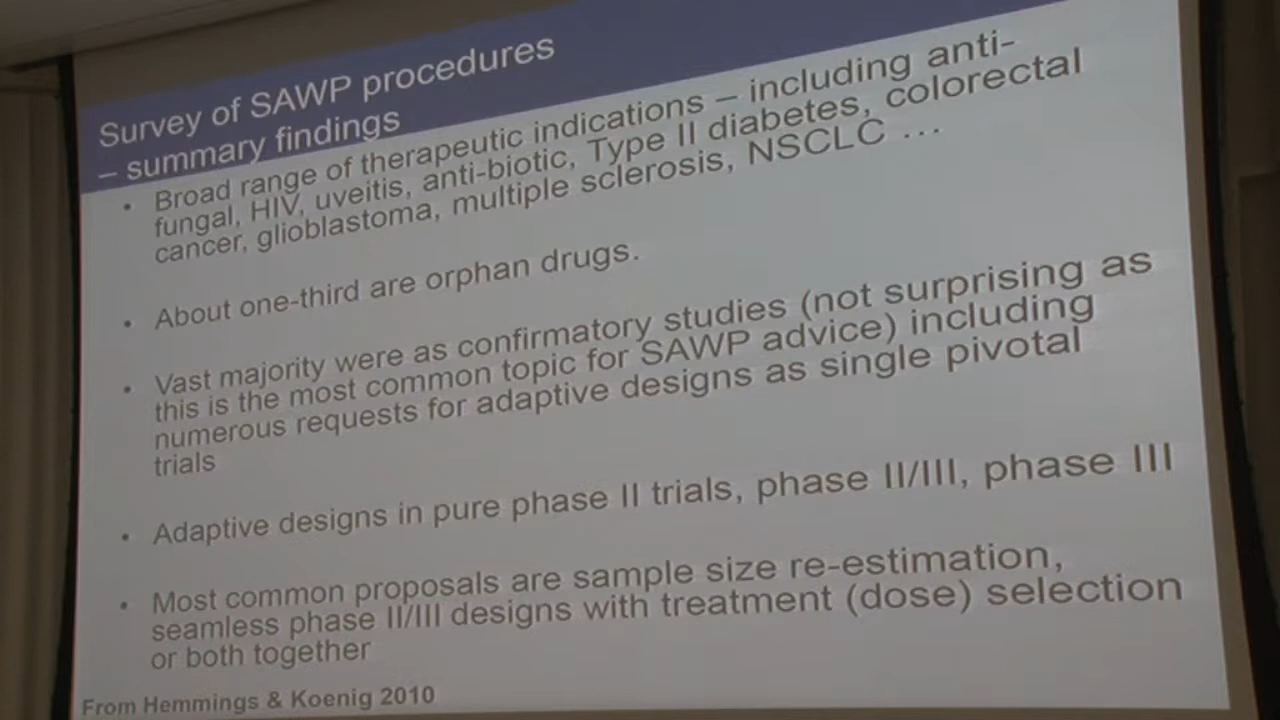 Survey of SAWP procedures
– summary findings
• Broad range of therapeutic indications – including anti-
fungal, HIV, uveitis, anti-biotic, Type II diabetes, colorectal
cancer, glioblastoma, multiple sclerosis, NSCLC ...
• About one-third are orphan drugs.
• Vast majority were as confirmatory studies (not surprising as
this is the most common topic for SAWP advice) including
numerous requests for adaptive designs as single pivotal
trials
• Adaptive designs in pure phase II trials, phase II/III, phase III
• Most common proposals are sample size re-estimation,
seamless phase II/III designs with treatment (dose) selection
or both together
From Hemmings & Koenig 2010